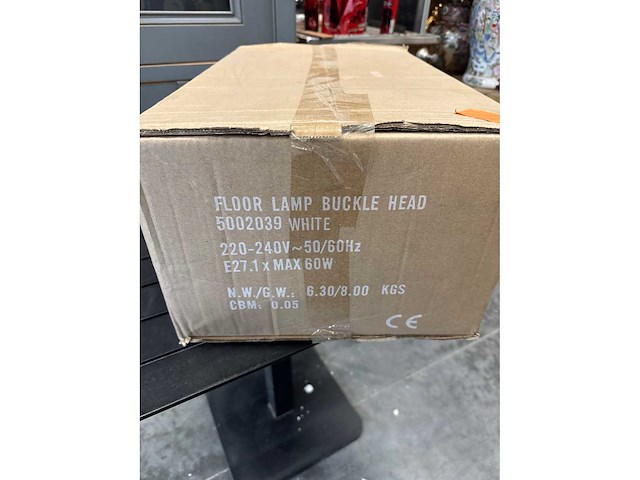 FLOOR LAMP BUCKLE HEAD
5002039 WHITE
220-240V~50/60Hz
E27.1 x MAX 60W
N.W./G.W.: 6.30/8.00 KGS
CBM: 0.05
CE